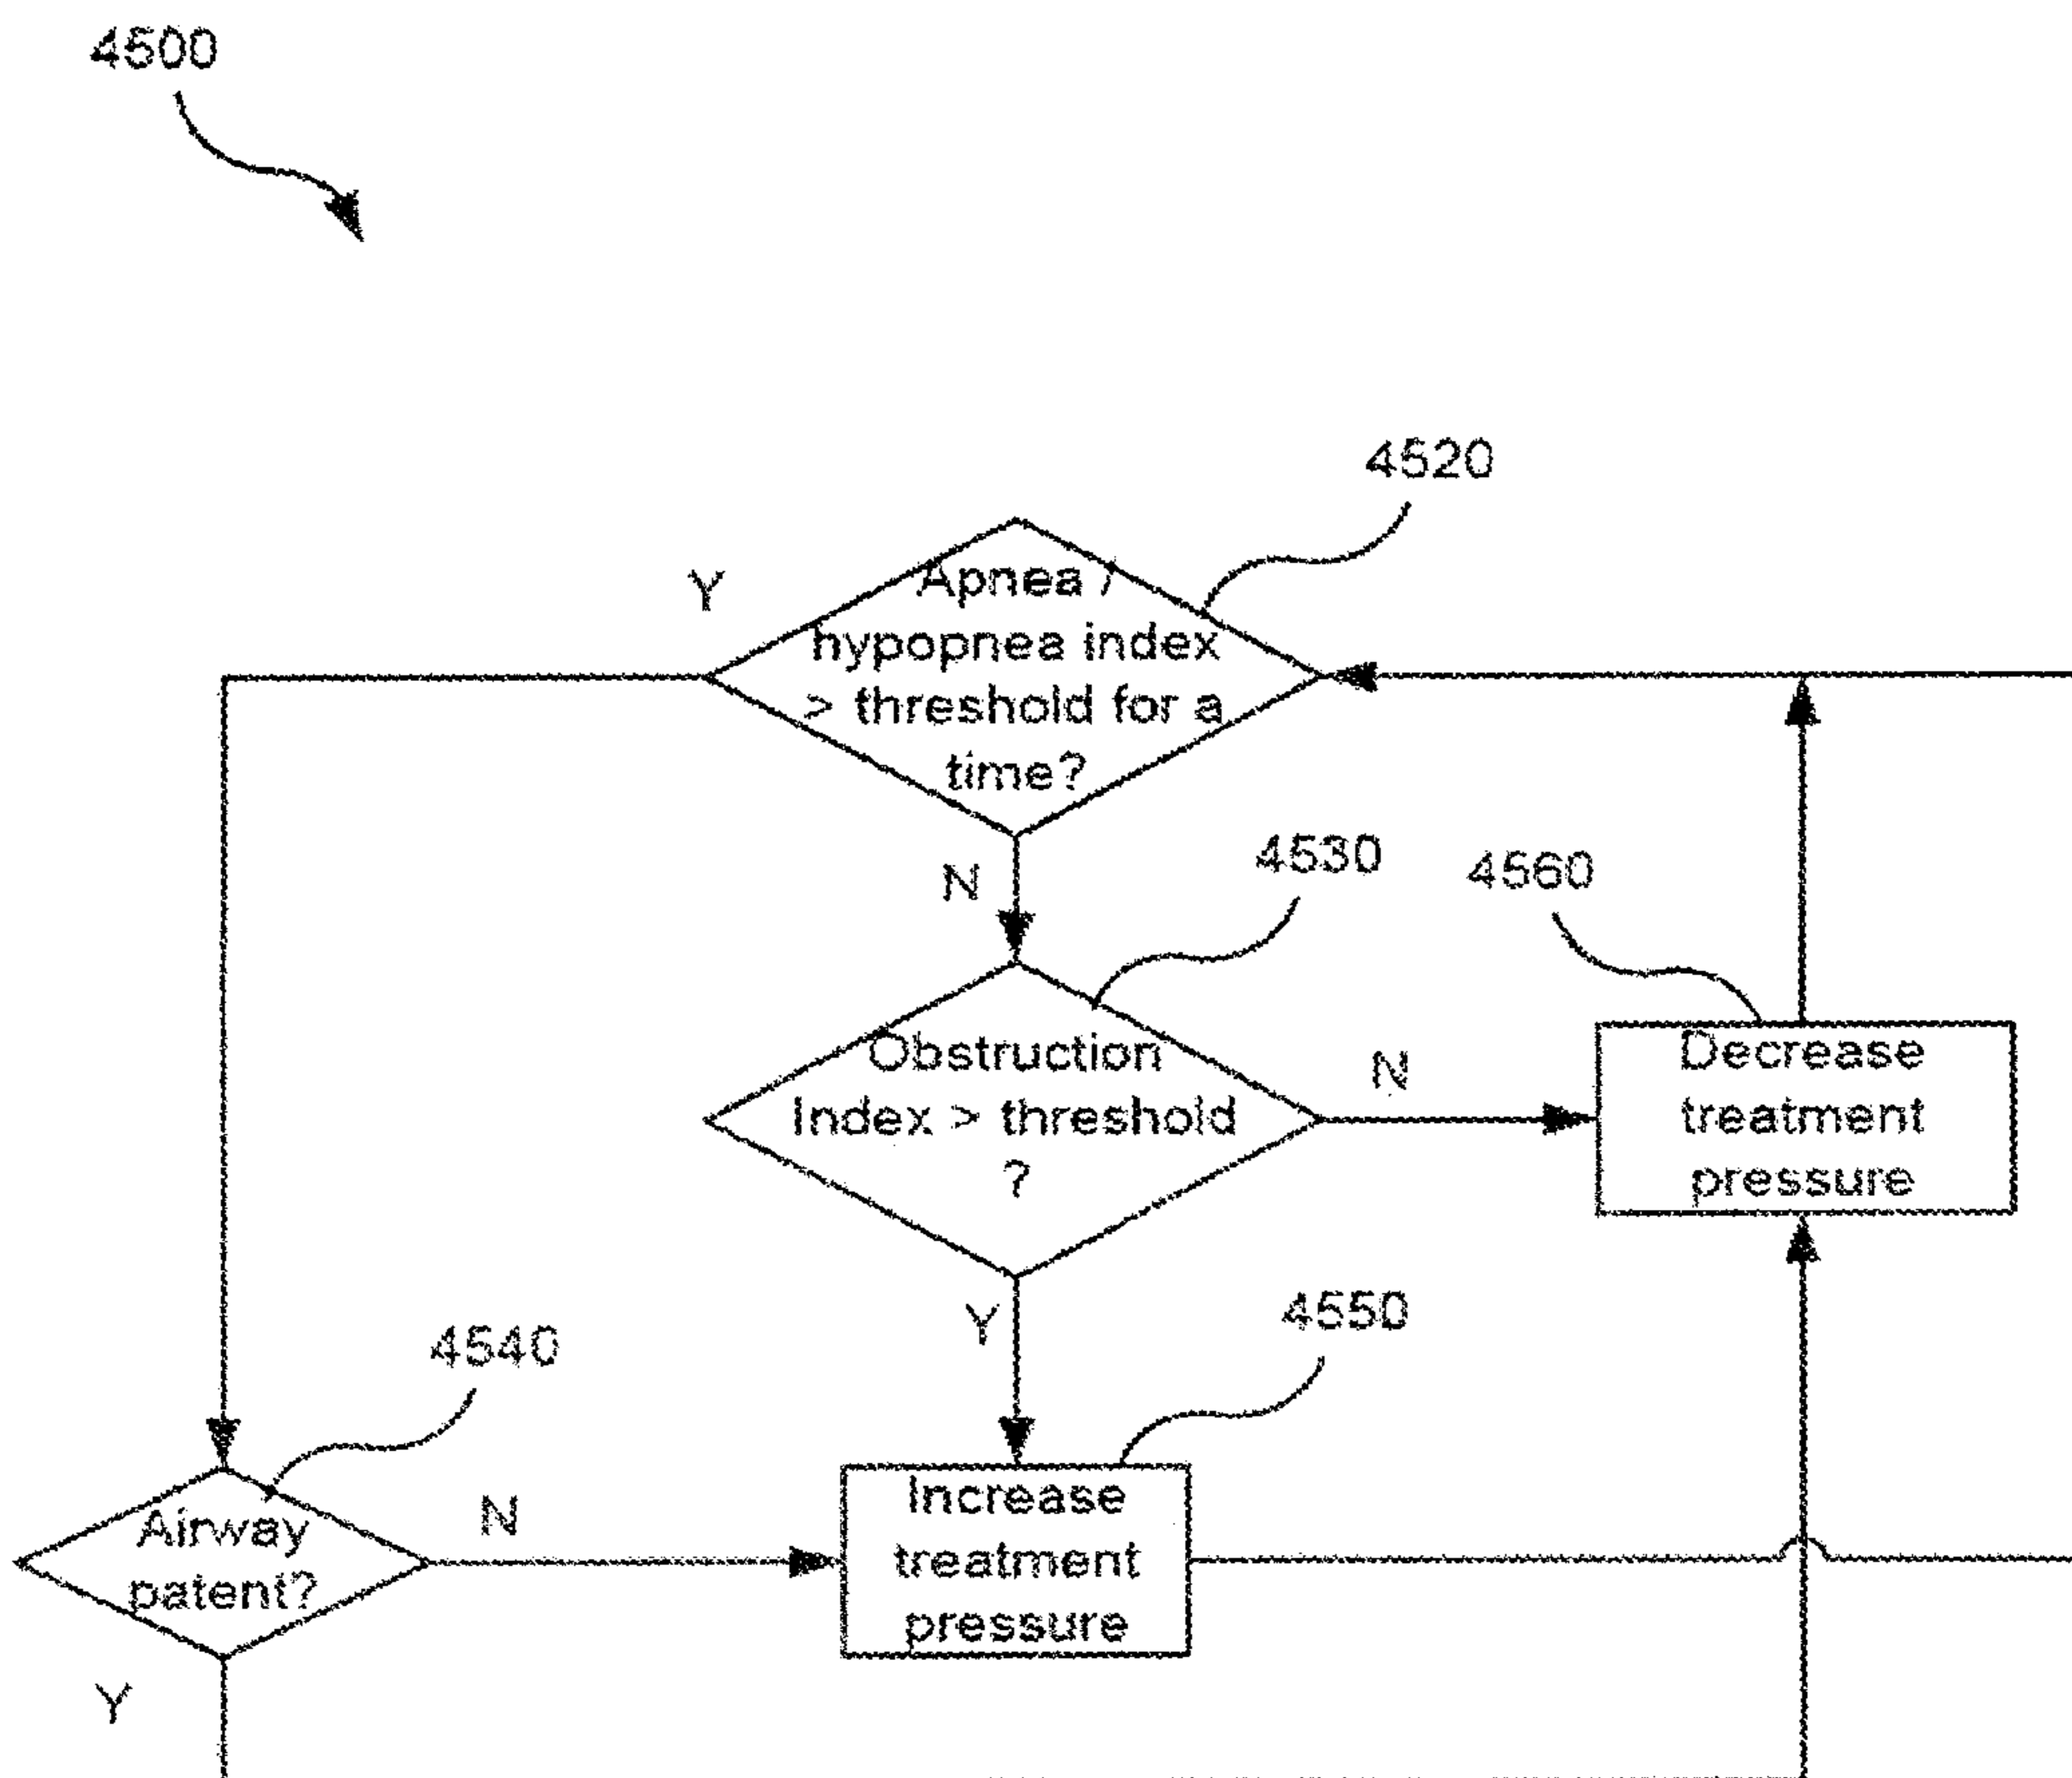 4500
4520
Y
Apnea /
hypopnea index
> threshold for a
time?
N
4530
4560
Obstruction
Index > threshold
?
N
Decrease
treatment
pressure
Y
4550
4540
Airway
patent?
N
Increase
treatment
pressure
Y